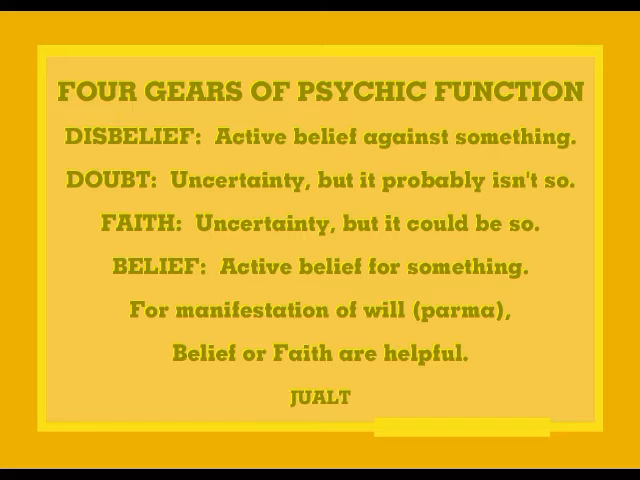 FOUR GEARS OF PSYCHIC FUNCTION
DISBELIEF:  Active belief against something.
DOUBT:  Uncertainty, but it probably isn't so.
FAITH:  Uncertainty, but it could be so.
BELIEF:  Active belief for something.
For manifestation of will (parma),
Belief or Faith are helpful.
JUALT